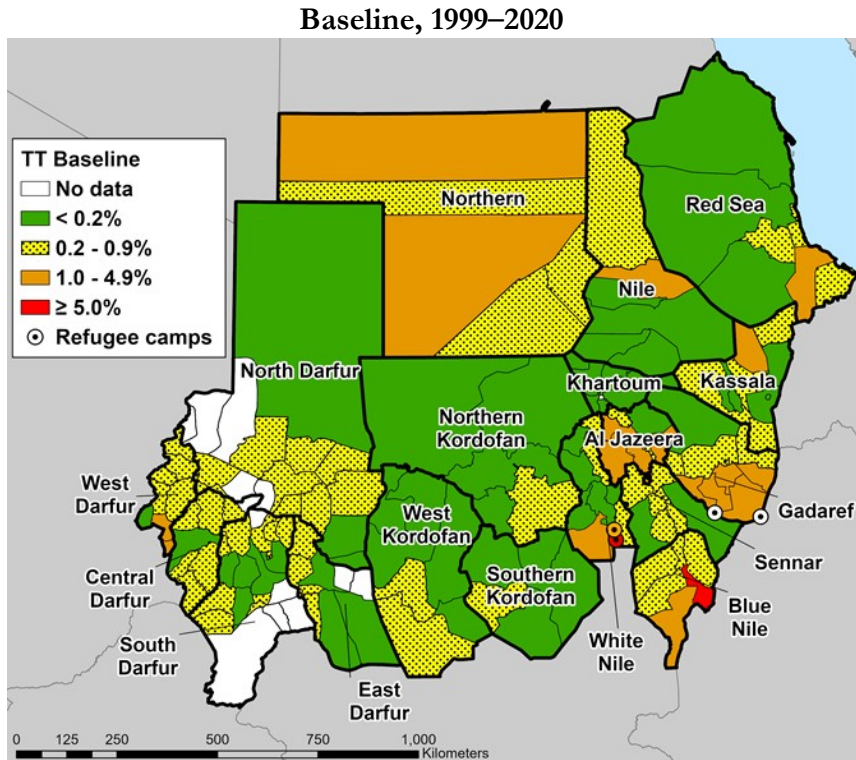 Baseline, 1999–2020
TT Baseline
No data
< 0.2%
0.2 - 0.9%
1.0 - 4.9%
≥ 5.0%
Refugee camps
Northern
Red Sea
Nile
North Darfur
Khartoum
Kassala
Northern
Kordofan
Al Jazeera
West
Darfur
West
Kordofan
Gadaref
Central
Darfur
Southern
Kordofan
Sennar
South
Darfur
White
Nile
Blue
Nile
East
Darfur
0 125 250 500 750 1,000
Kilometers